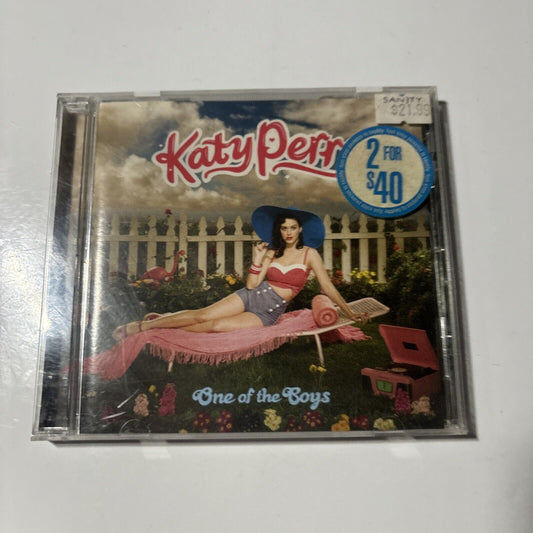 SANITY
$21.99
Katy Perr
2 FOR
$40
One of the Boys